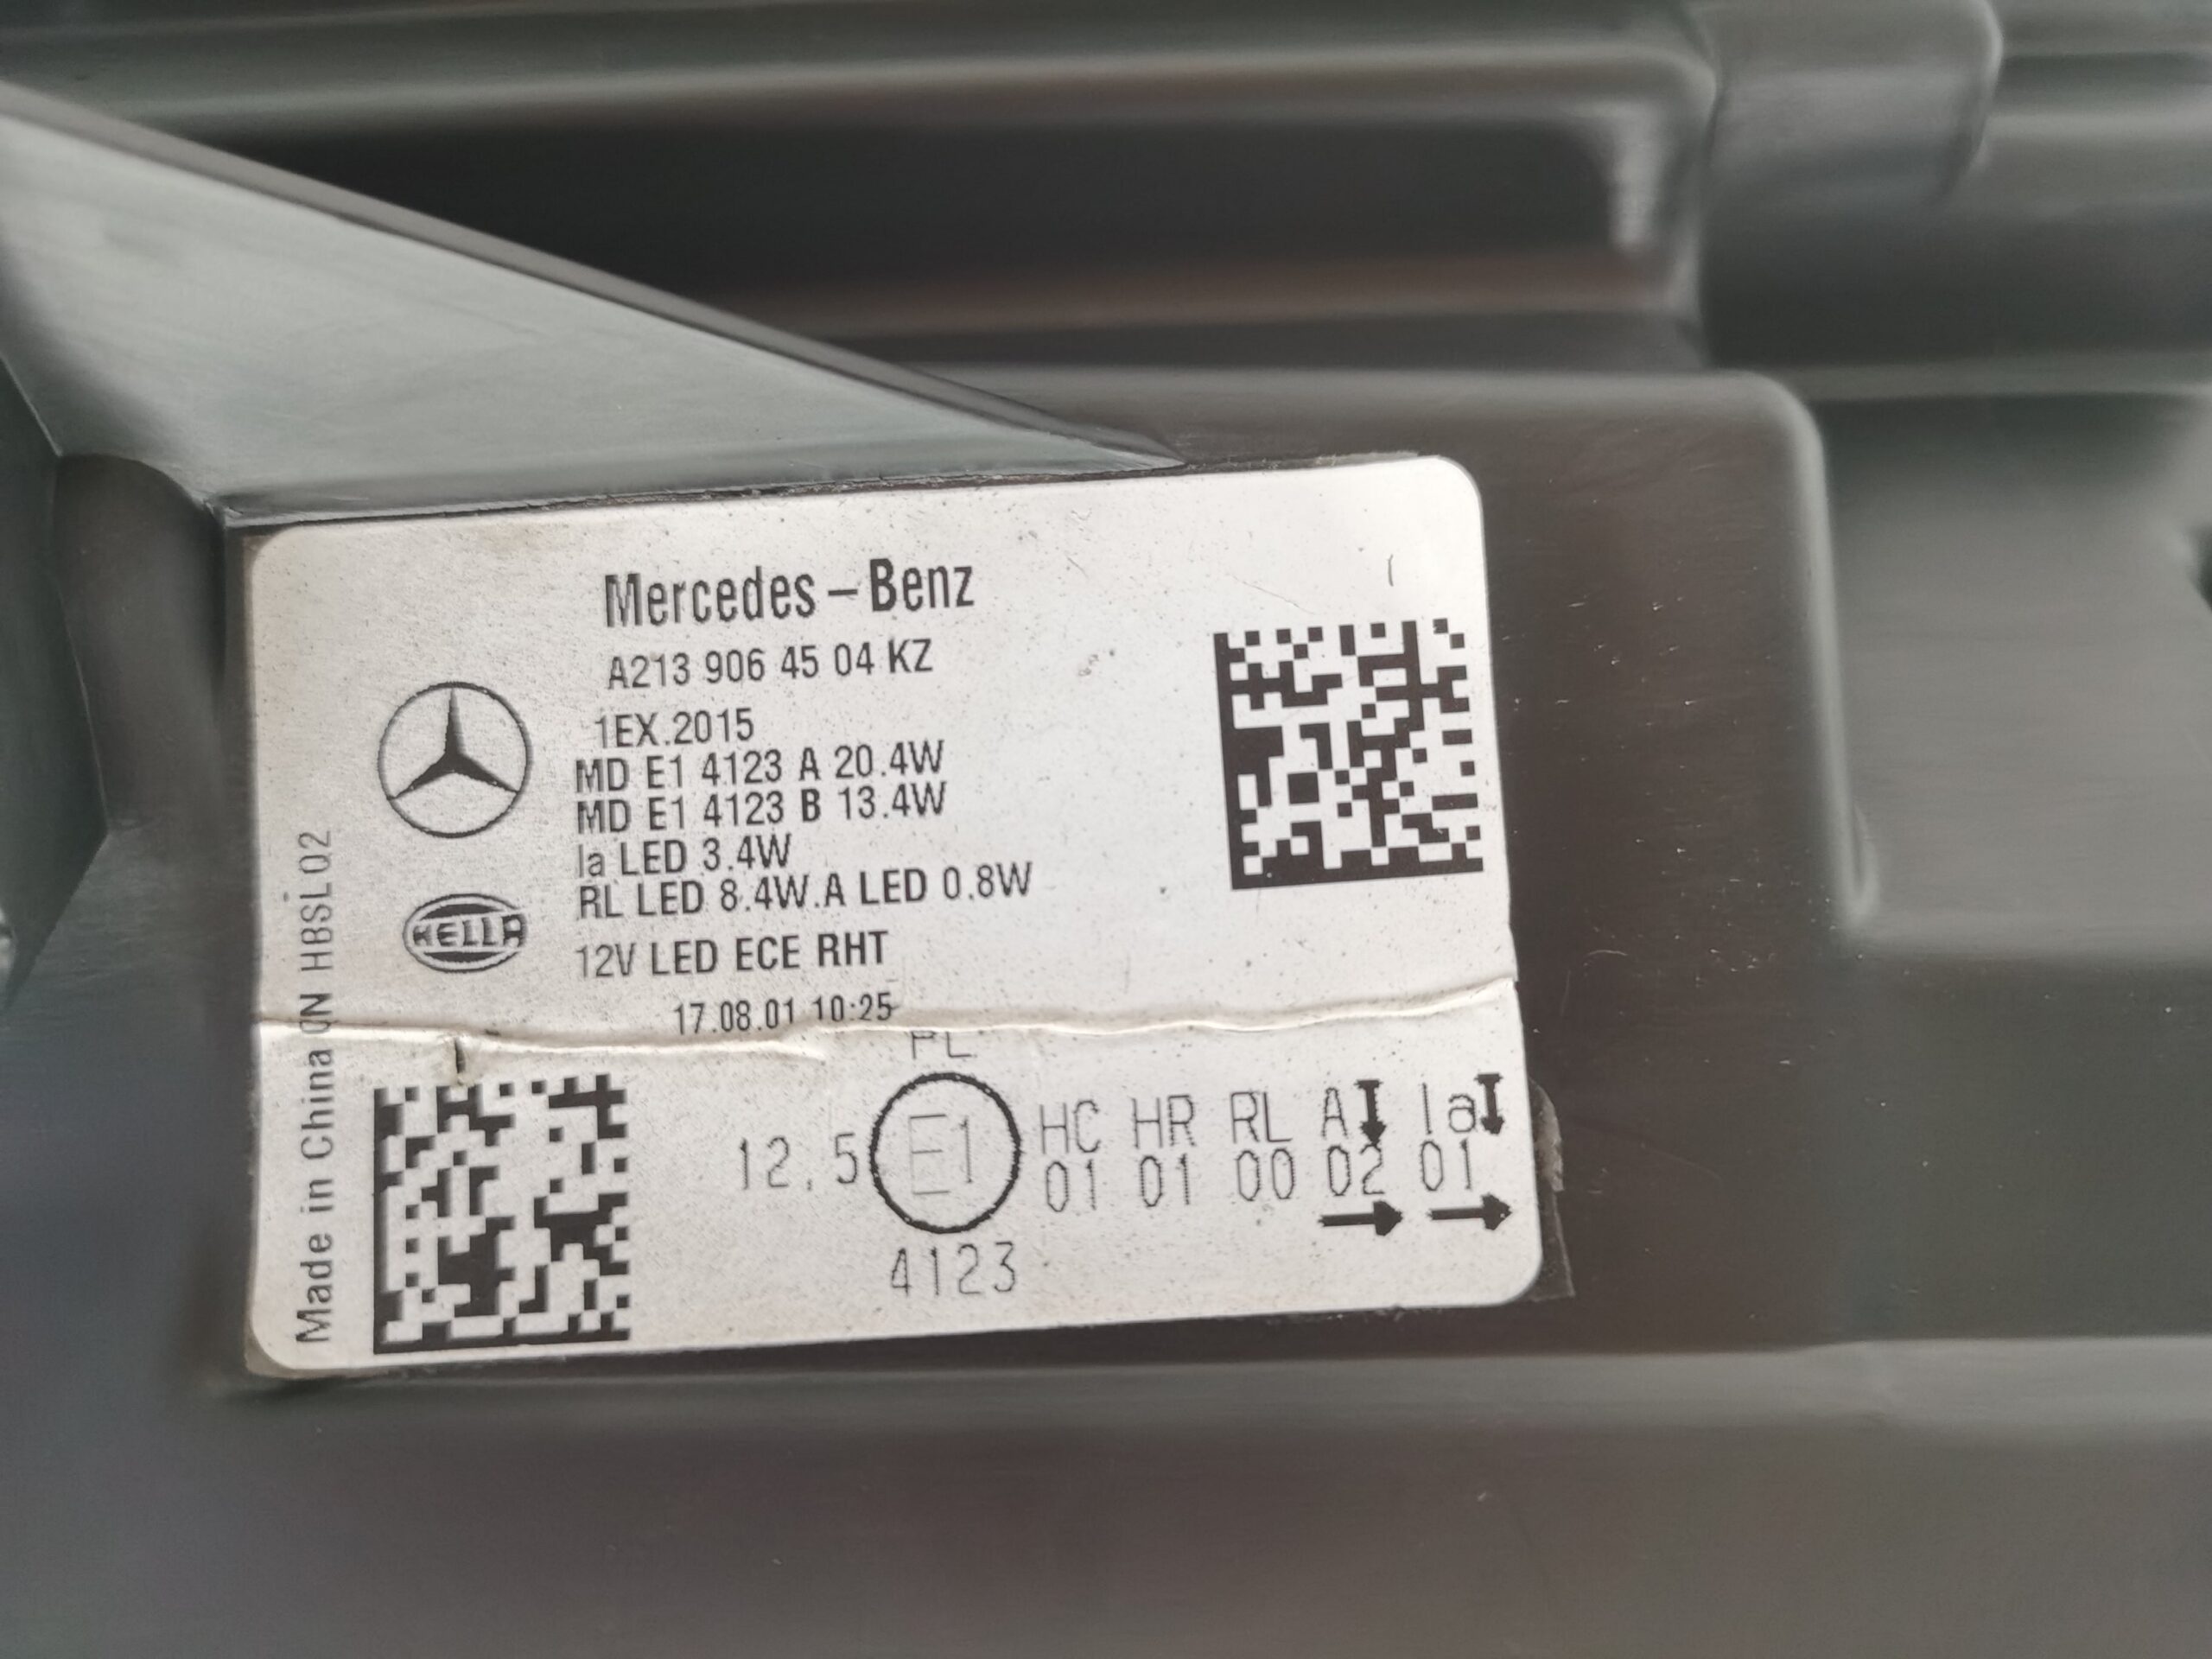 Mercedes-Benz
A213 906 45 04 KZ
1EX.2015
MD E1 4123 A 20.4W
MD E1 4123 B 13.4W
Ia LED 3.4W
RL LED 8.4W.A LED 0.8W
12V LED ECE RHT
17.08.01 10:25
HELLA
Made in China CN HBSL02
PL
12.5 E1 HC HR RL A Ia
01 01 00 02 01
4123